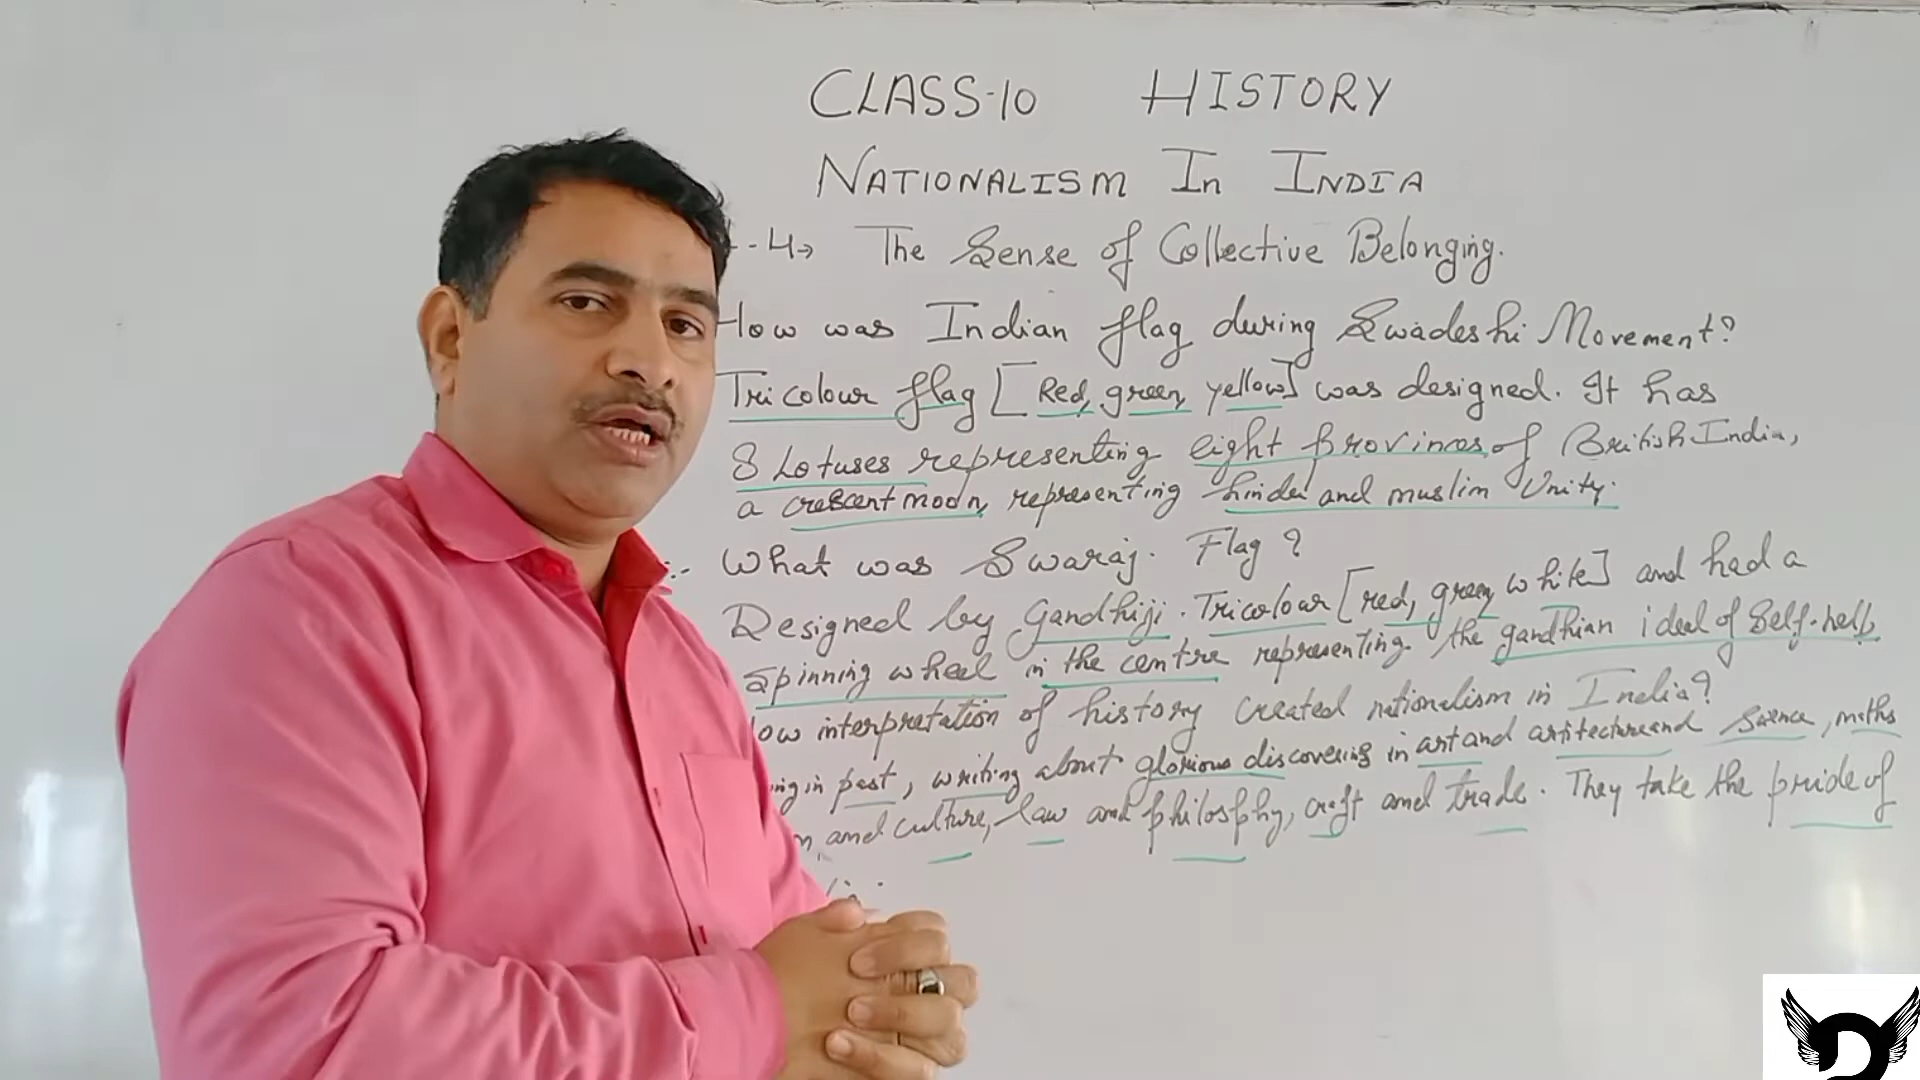 CLASS-10 HISTORY
NATIONALISM In INDIA
-4→ The Sense of Collective Belonging.
How was Indian flag during Swadeshi Movement?
Tricolour flag [Red, green, yellow] was designed. It has
8 Lotuses representing eight provinces of British India,
a crescent moon, representing hindu and muslim Unity.
What was Swaraj. Flag?
Designed by Gandhiji. Tricolour [red, green, white] and had a
Spinning wheel in the centre representing the gandhian ideal of Self-help
ow interpretation of history created nationalism in India?
ing in past, writing about glorious discoveries in art and artitecture and Science, maths
n and culture, law and philosphy, craft and trade. They take the pride of